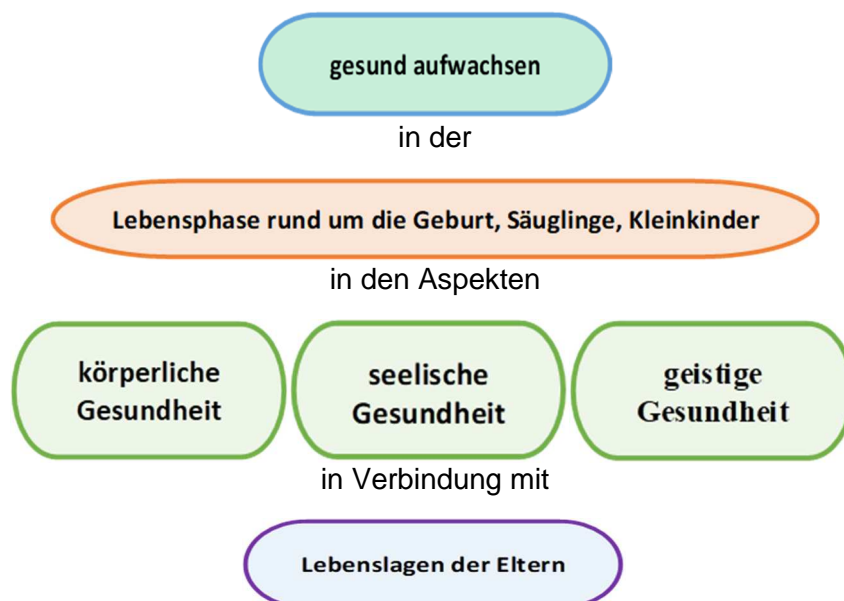 gesund aufwachsen
in der
Lebensphase rund um die Geburt, Säuglinge, Kleinkinder
in den Aspekten
körperliche
Gesundheit
seelische
Gesundheit
geistige
Gesundheit
in Verbindung mit
Lebenslagen der Eltern